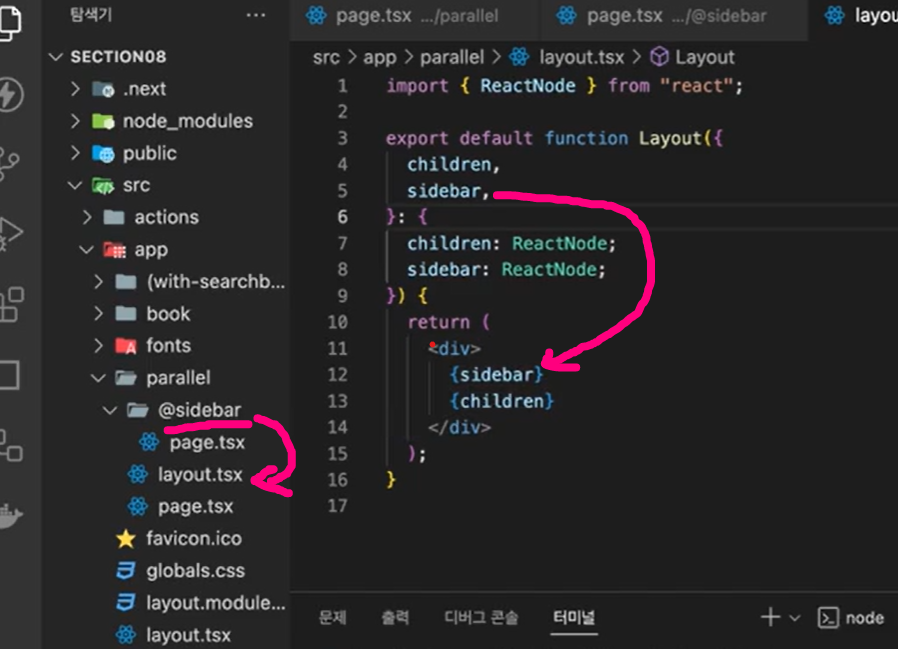 탐색기
SECTION08
.next
node_modules
public
src
actions
app
(with-searchb...
book
fonts
parallel
@sidebar
page.tsx
layout.tsx
page.tsx
favicon.ico
globals.css
layout.module...
layout.tsx
page.tsx .../parallel
page.tsx .../@sidebar
layou
src > app > parallel > layout.tsx > Layout
1 import { ReactNode } from "react";
2
3 export default function Layout({
4 children,
5 sidebar,
6 }: {
7 children: ReactNode;
8 sidebar: ReactNode;
9 }) {
10 return (
11 <div>
12 {sidebar}
13 {children}
14 </div>
15 );
16 }
17
문제 출력 디버그 콘솔 터미널
node